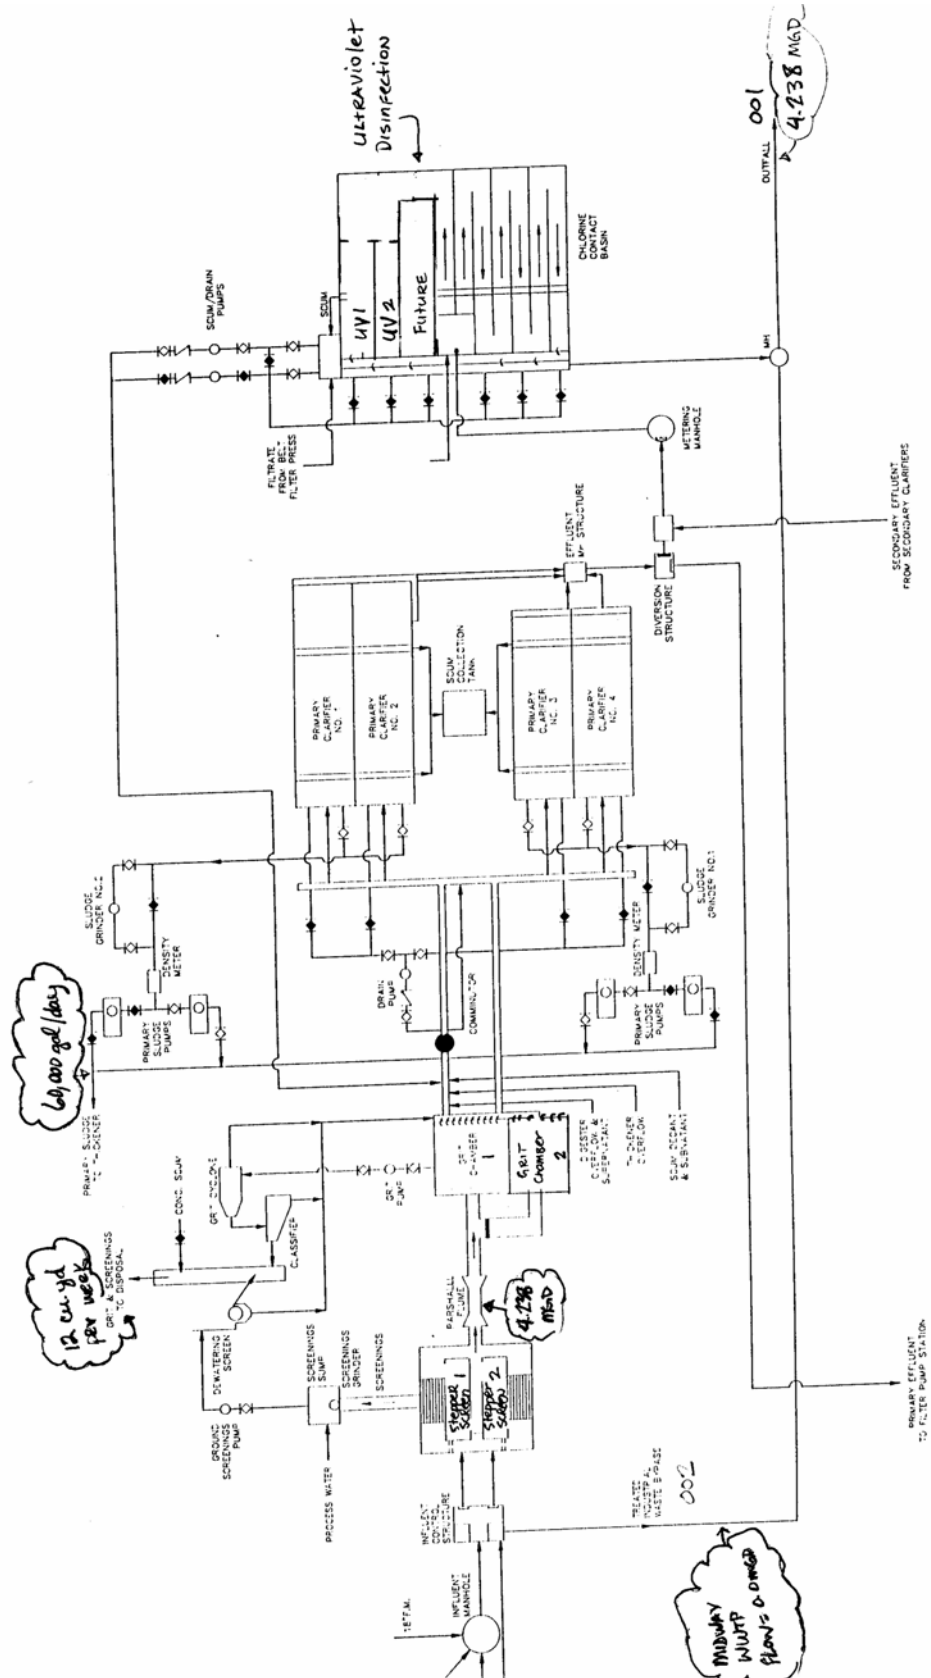 ULTRAVIOLET
Disinfection
001
4.238 MGD
OUTFALL
SCUM/DRAIN
PUMPS
SCUM
UV1
UV2
Future
CHLORINE
CONTACT
BASIN
MH
FILTRATE
FROM BEL
FILTER PRESS
METERING
MANHOLE
EFFLUENT
STRUCTURE
DIVERSION
STRUCTURE
SECONDARY EFFLUENT
FROM SECONDARY CLARIFIERS
PRIMARY
CLARIFIER
NO. 1
PRIMARY
CLARIFIER
NO. 2
SCUM
COLLECTION
TANK
PRIMARY
CLARIFIER
NO. 3
PRIMARY
CLARIFIER
NO. 4
SLUDGE
GRINDER NO.2
DENSITY
METER
PRIMARY
SLUDGE
PUMPS
60,000 gal/day
PRIMARY SLUDGE
TO THICKENER
DRAIN
PUMP
COMMINUTOR
SLUDGE
GRINDER NO.1
DENSITY METER
PRIMARY
SLUDGE PUMPS
CONC. SCUM
GRIT CYCLONE
CLASSIFIER
GRIT
PUMP
GRIT
CHAMBER
1
GRIT
Chamber
2
DIGESTER
OVERFLOW &
SUPERNATANT
THICKENER
OVERFLOW
SCUM DECANT
& SUBNATANT
12 cu-yd
per week
GRIT & SCREENINGS
TO DISPOSAL
DEWATERING
SCREEN
GROUND
SCREENINGS
PUMP
SCREENINGS
SUMP
SCREENINGS
GRINDER
SCREENINGS
PROCESS WATER
PARSHALL
FLUME
4.238
MGD
Stepper
Screen 1
Stepper
Screen 2
INFLUENT
CONTROL
STRUCTURE
INFLUENT
MANHOLE
TREATED
INDUSTRIAL
WASTE BYPASS
002
MIDWAY
WWTP
FLOW = 0.0 MGD
PRIMARY EFFLUENT
TO FILTER PUMP STATION